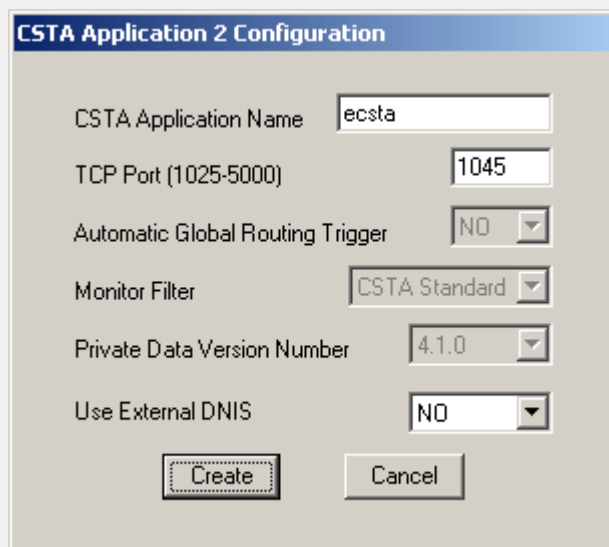 CSTA Application 2 Configuration
CSTA Application Name ecsta
TCP Port (1025-5000) 1045
Automatic Global Routing Trigger NO
Monitor Filter CSTA Standard
Private Data Version Number 4.1.0
Use External DNIS NO
Create Cancel